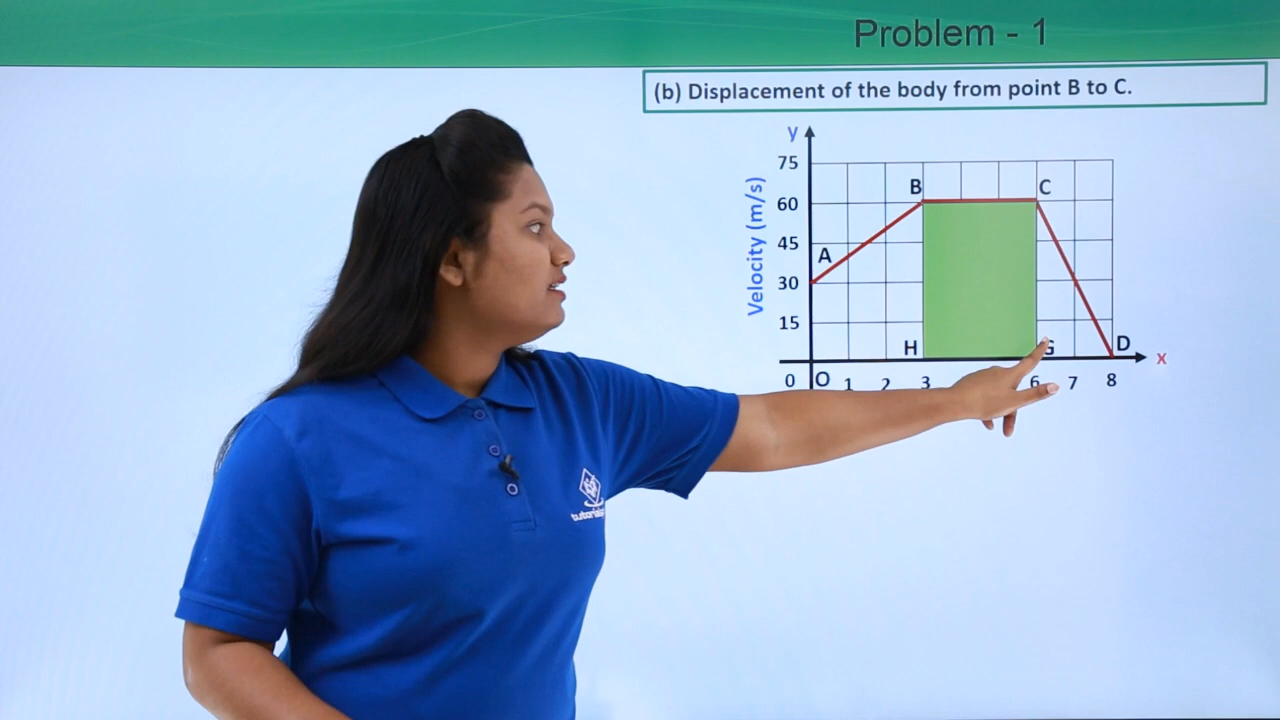 Problem - 1
(b) Displacement of the body from point B to C.
y
75
60
45
30
15
Velocity (m/s)
A
B
C
H
G
D
x
0 O 1 2 3 6 7 8